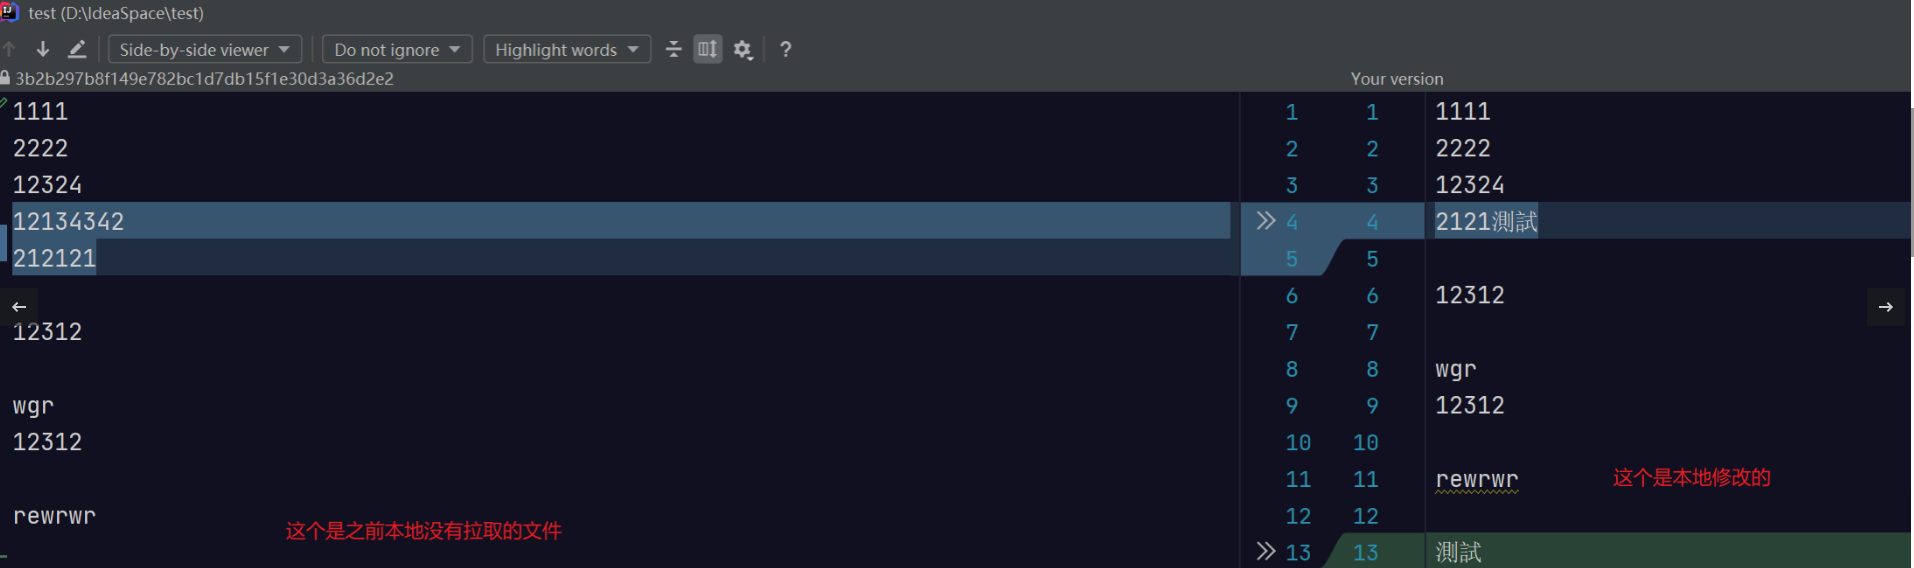 test (D:\IdeaSpace\test)
Side-by-side viewer Do not ignore Highlight words ?
3b2b297b8f149e782bc1d7db15f1e30d3a36d2e2 Your version
1111 1 1 1111
2222 2 2 2222
12324 3 3 12324
12134342 4 4 2121測試
212121 5 5
6 6 12312
12312 7 7
8 8 wgr
wgr 9 9 12312
12312 10 10
11 11 rewrwr 这个是本地修改的
rewrwr 12 12
这个是之前本地没有拉取的文件
13 13 測試